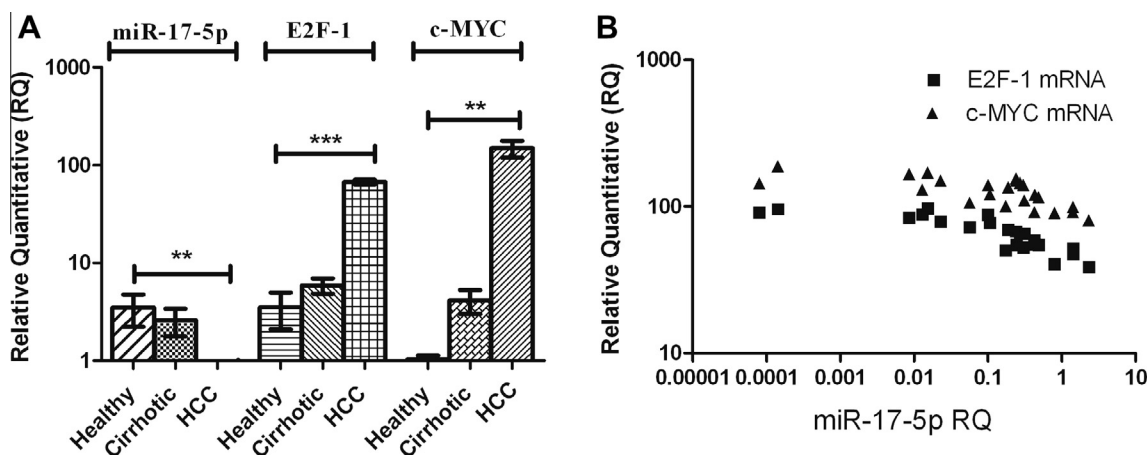 A
miR-17-5p E2F-1 c-MYC
Relative Quantitative (RQ)
1000
100
10
1
** *** **
Healthy Cirrhotic HCC Healthy Cirrhotic HCC Healthy Cirrhotic HCC
B
Relative Quantitative (RQ)
1000
100
10
E2F-1 mRNA
c-MYC mRNA
0.00001 0.0001 0.001 0.01 0.1 1 10
miR-17-5p RQ